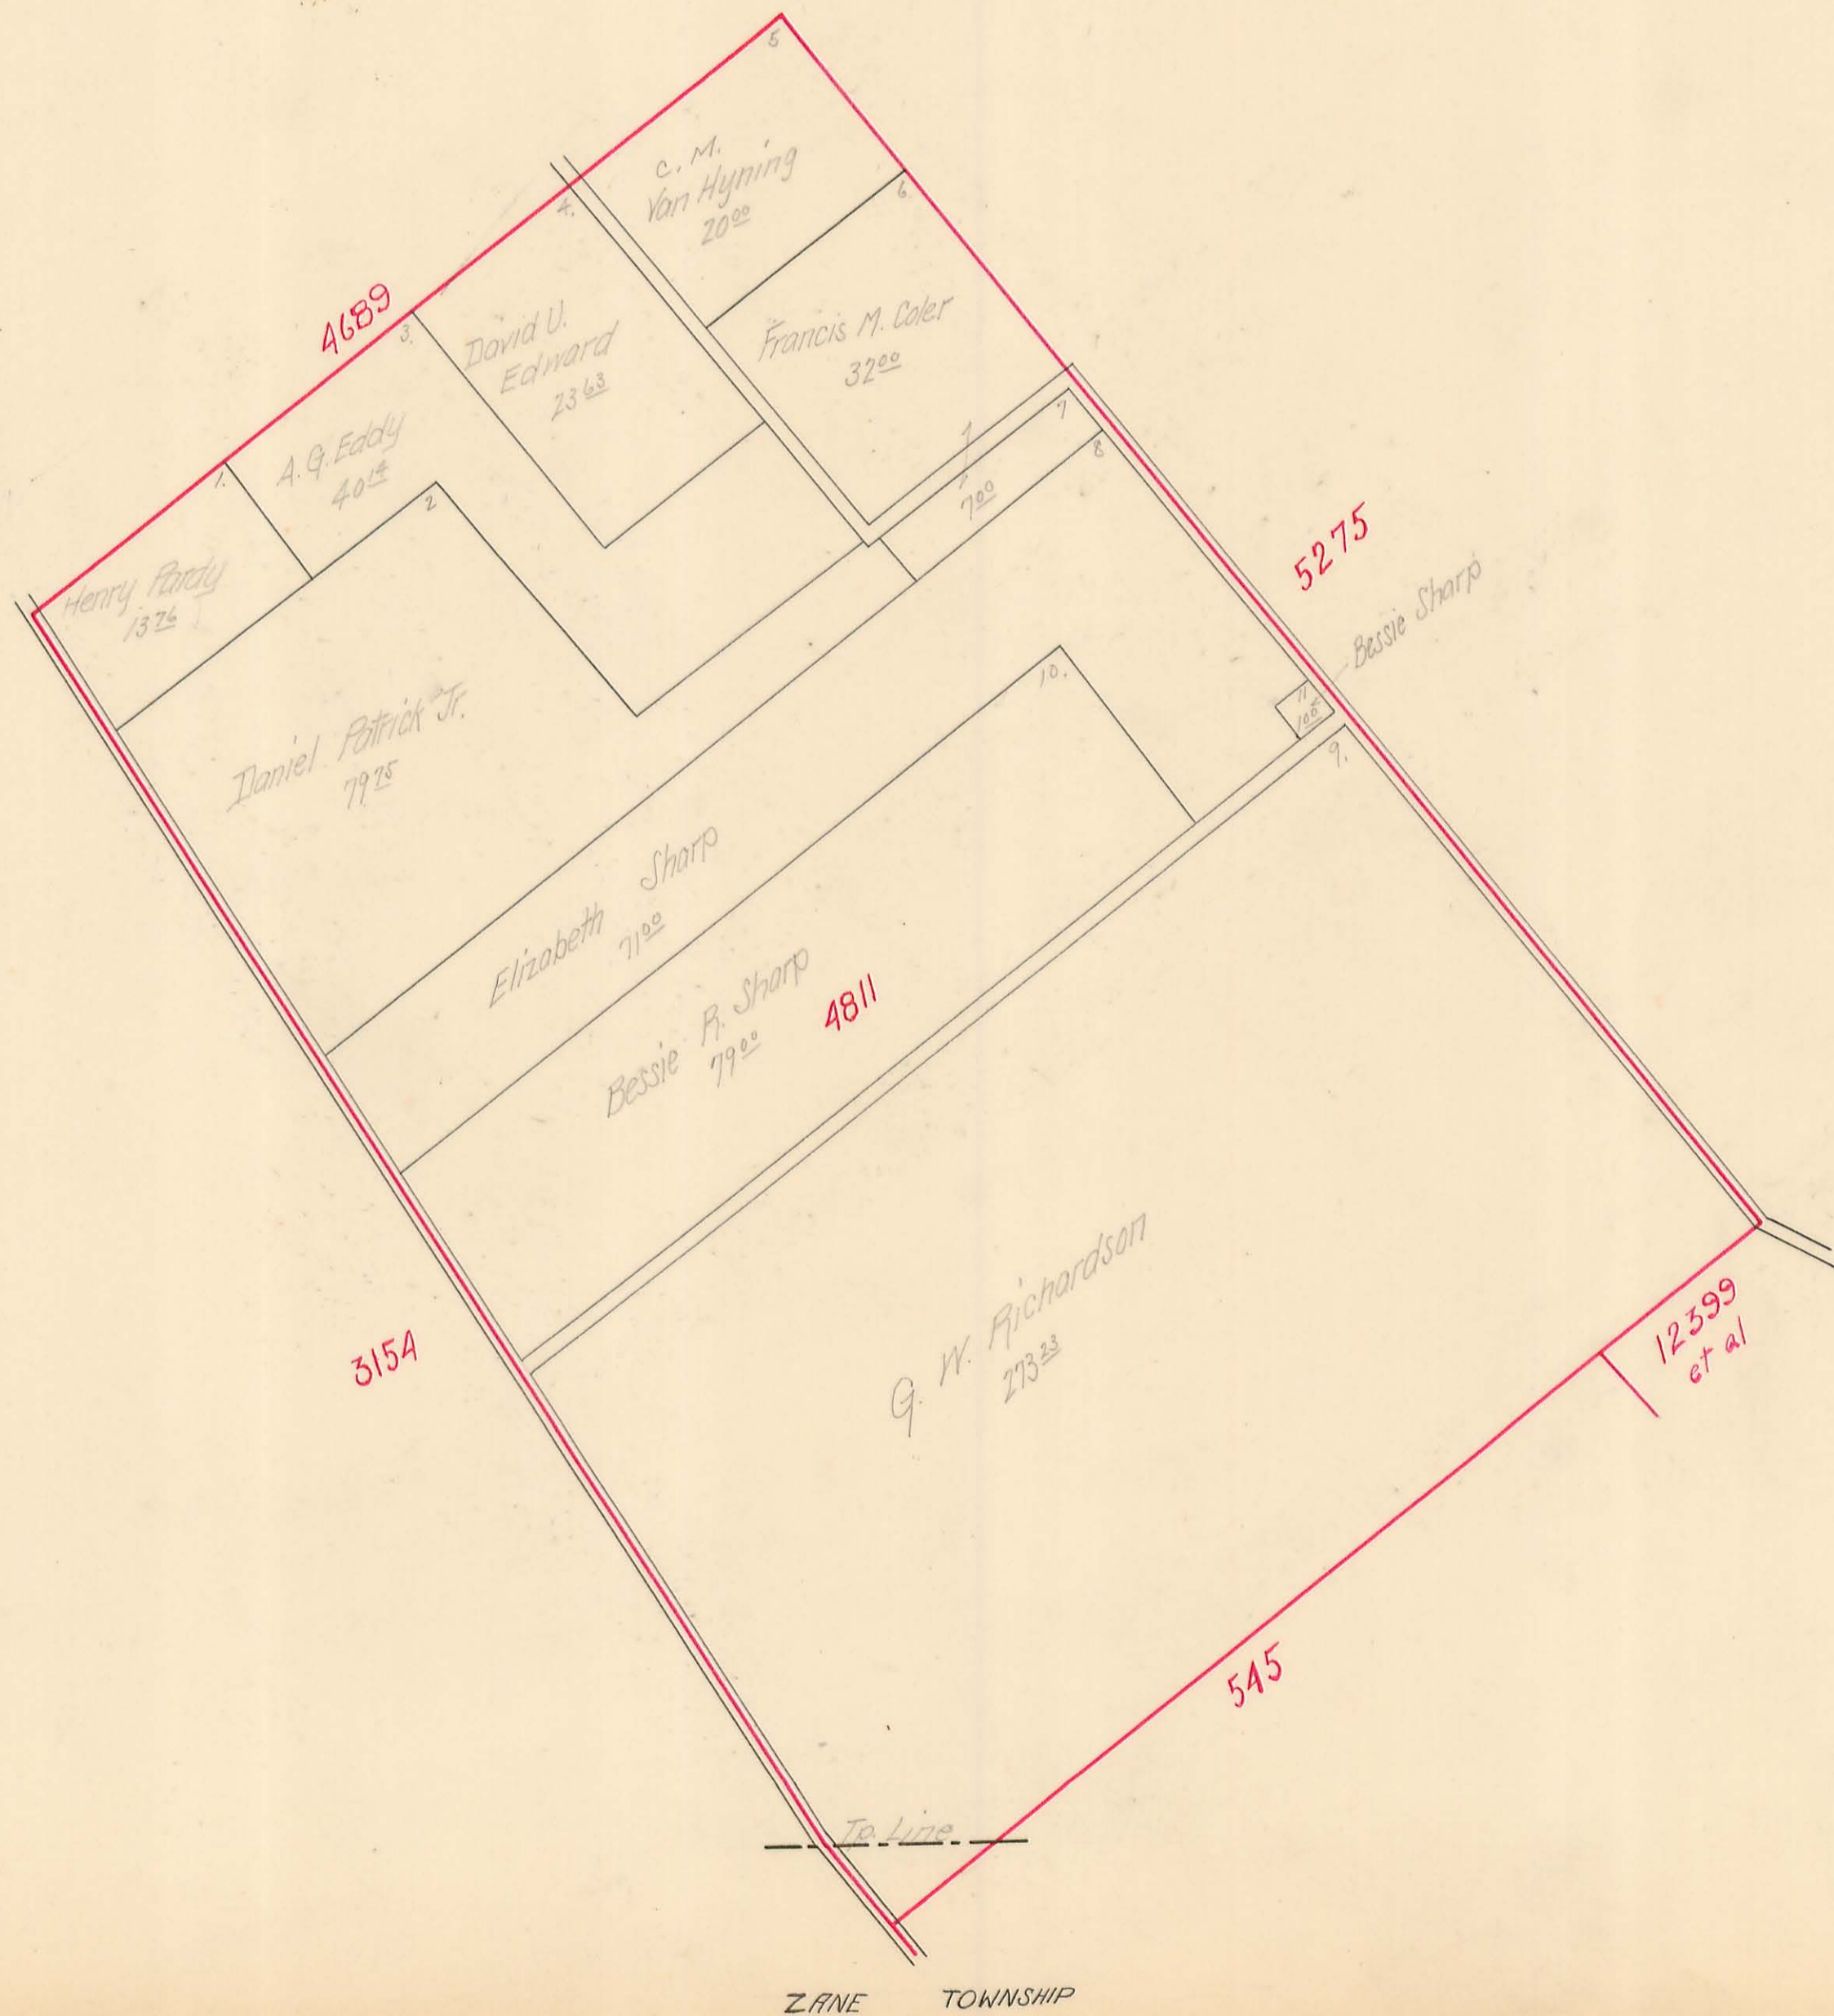 5
C. M.
Van Hyning
20 00
6
4.
4689
3.
David U.
Edward
23 63
Francis M. Coler
32 00
A. G. Eddy
40 14
1.
2
7
8
7 00
Henry Pardy
13 76
5275
Bessie Sharp
11
1 00
9.
10.
Daniel Patrick Jr.
79 75
Elizabeth Sharp
71 00
Bessie R. Sharp
79 00
4811
G. W. Richardson
273 23
3154
12399
et al
545
Tp. Line
ZANE TOWNSHIP